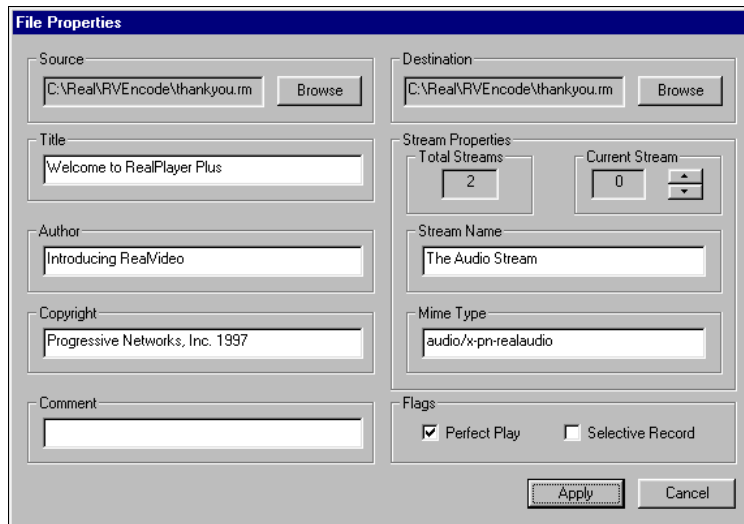 File Properties
Source
C:\Real\RVEncode\thankyou.rm
Browse
Destination
C:\Real\RVEncode\thankyou.rm
Browse
Title
Welcome to RealPlayer Plus
Author
Introducing RealVideo
Copyright
Progressive Networks, Inc. 1997
Comment
Stream Properties
Total Streams
2
Current Stream
0
Stream Name
The Audio Stream
Mime Type
audio/x-pn-realaudio
Flags
Perfect Play
Selective Record
Apply
Cancel